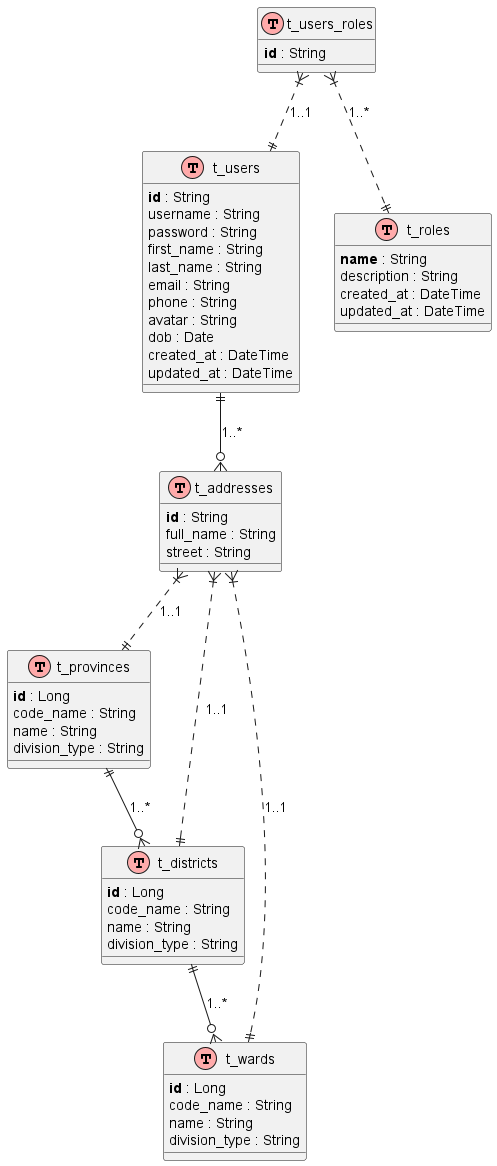 T t_users_roles
id : String
1..1
1..*
T t_users
id : String
username : String
password : String
first_name : String
last_name : String
email : String
phone : String
avatar : String
dob : Date
created_at : DateTime
updated_at : DateTime
T t_roles
name : String
description : String
created_at : DateTime
updated_at : DateTime
1..*
T t_addresses
id : String
full_name : String
street : String
1..1
T t_provinces
id : Long
code_name : String
name : String
division_type : String
1..1
1..*
1..1
T t_districts
id : Long
code_name : String
name : String
division_type : String
1..*
T t_wards
id : Long
code_name : String
name : String
division_type : String